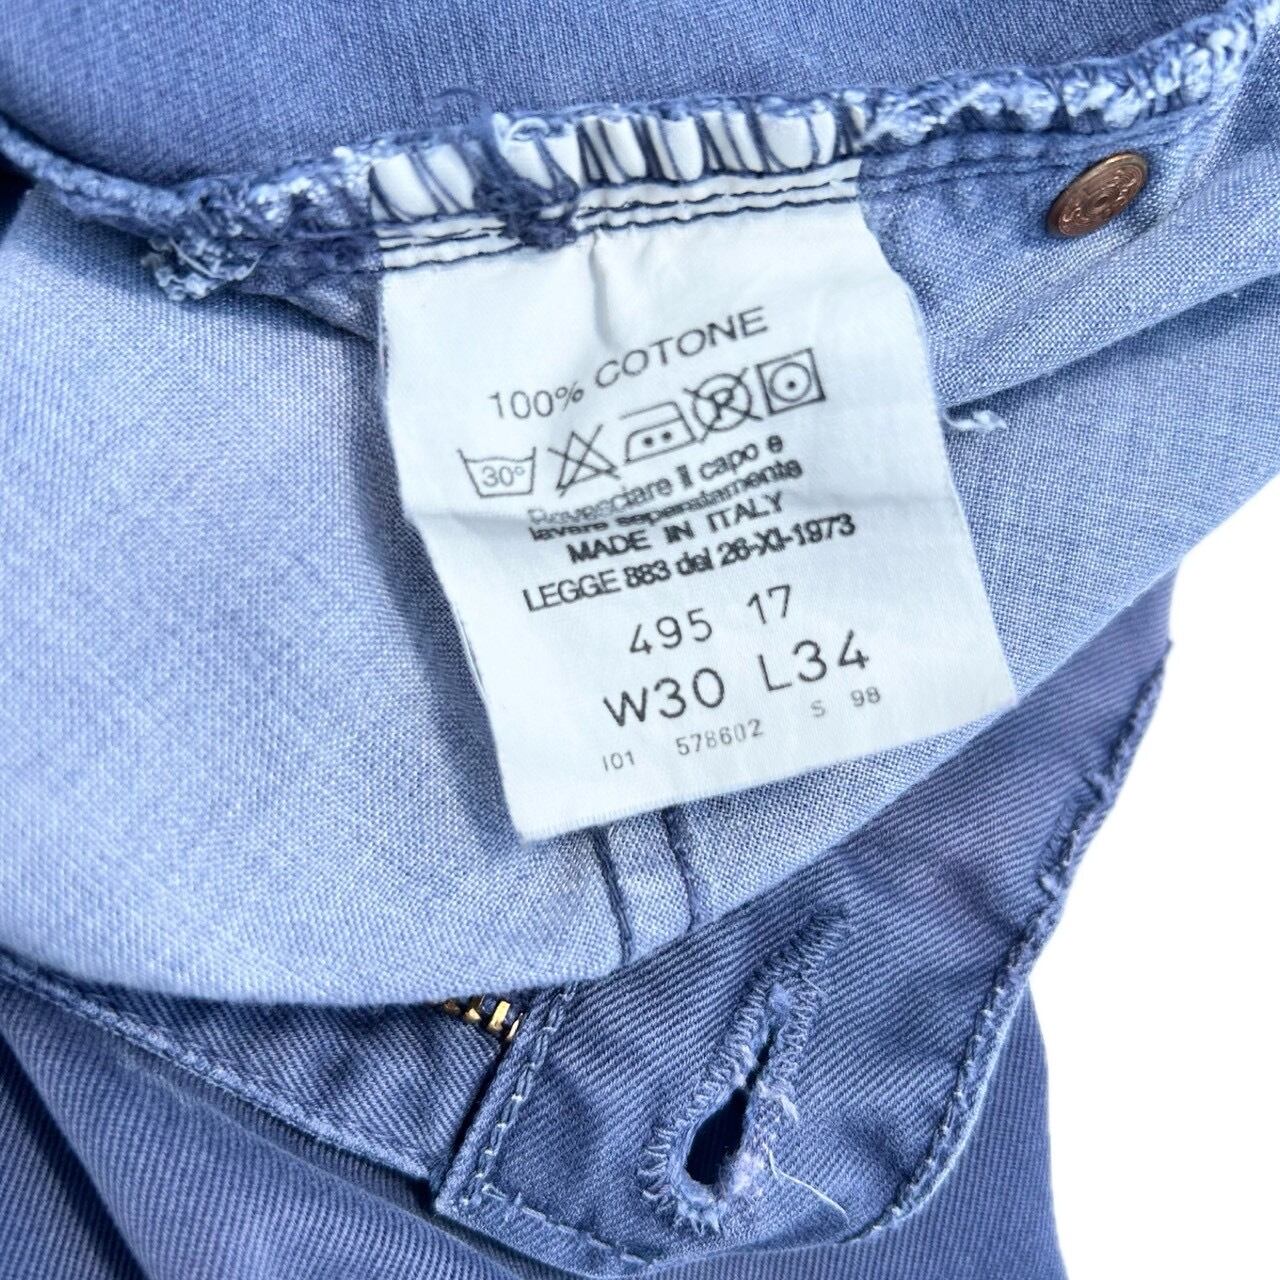 100% COTONE
30° P
Rovesciare il capo e
lavare separatamente
MADE IN ITALY
LEGGE 883 del 26-XI-1973
495 17
W30 L34
I01 578602 S 98